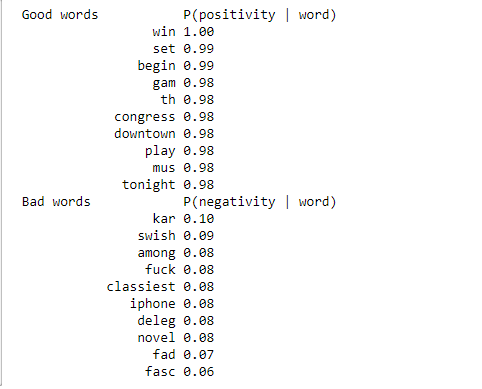 Good words P(positivity | word)
win 1.00
set 0.99
begin 0.99
gam 0.98
th 0.98
congress 0.98
downtown 0.98
play 0.98
mus 0.98
tonight 0.98
Bad words P(negativity | word)
kar 0.10
swish 0.09
among 0.08
fuck 0.08
classiest 0.08
iphone 0.08
deleg 0.08
novel 0.08
fad 0.07
fasc 0.06